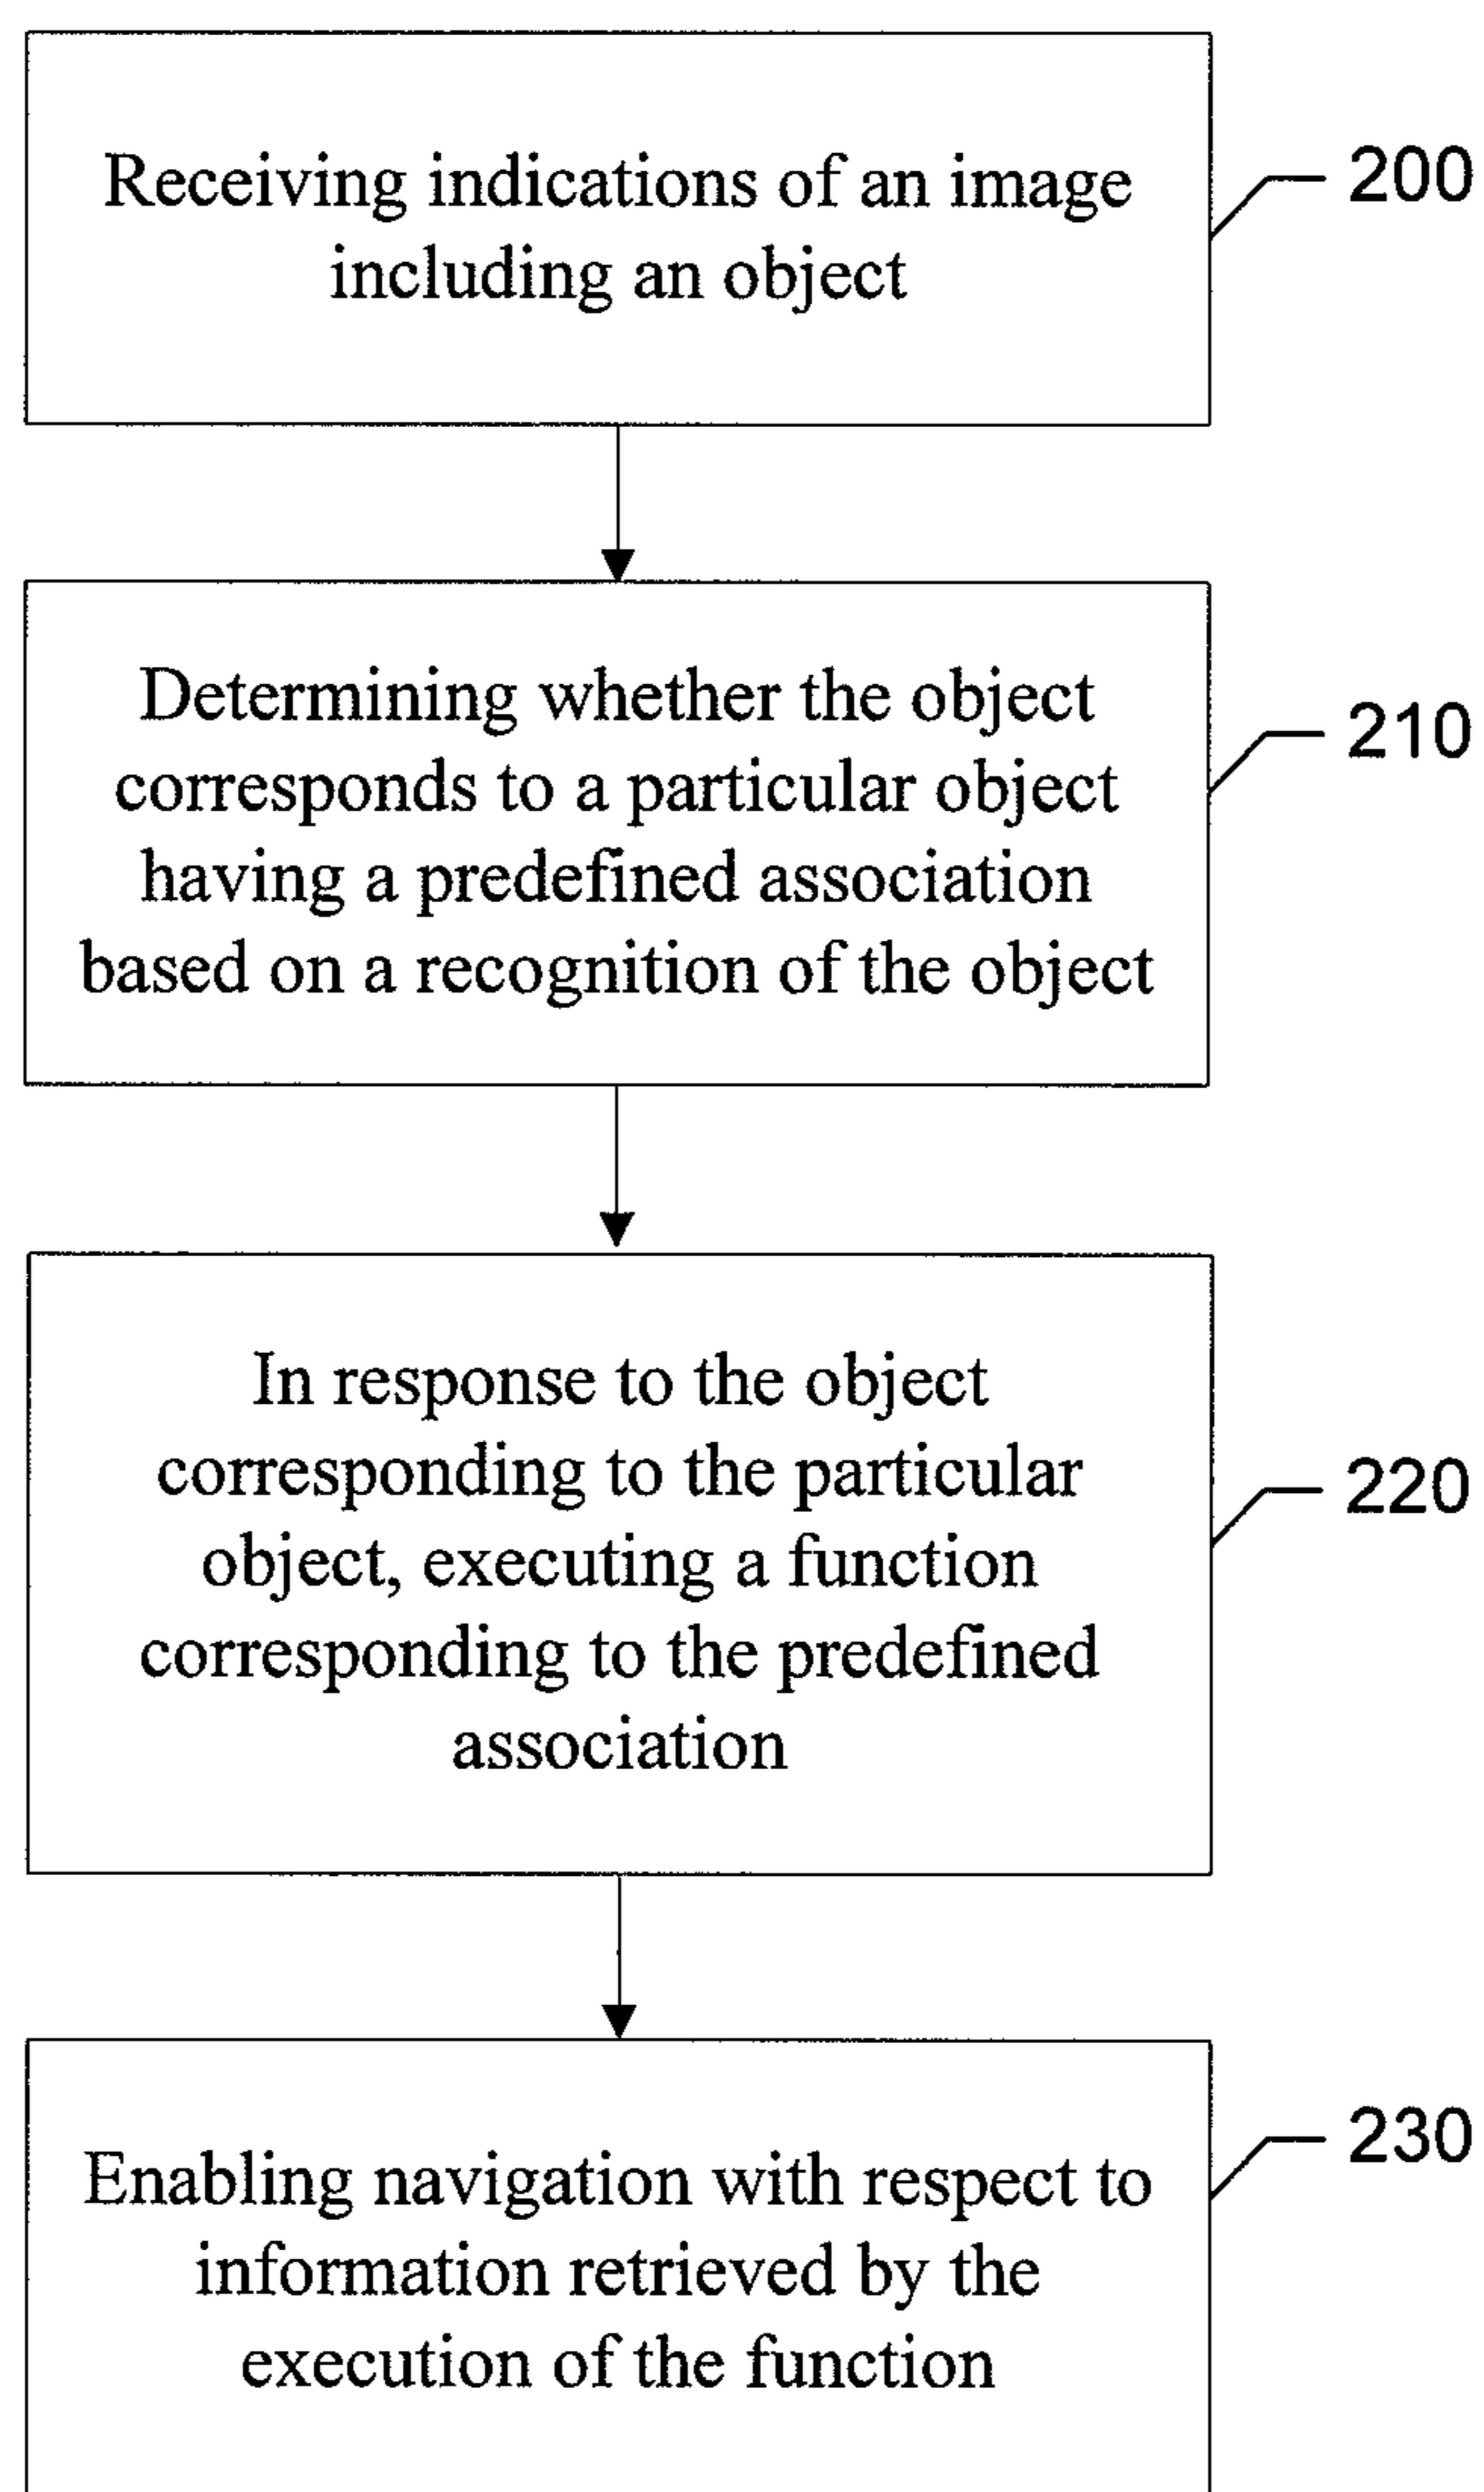 Receiving indications of an image
including an object
200
Determining whether the object
corresponds to a particular object
having a predefined association
based on a recognition of the object
210
In response to the object
corresponding to the particular
object, executing a function
corresponding to the predefined
association
220
Enabling navigation with respect to
information retrieved by the
execution of the function
230